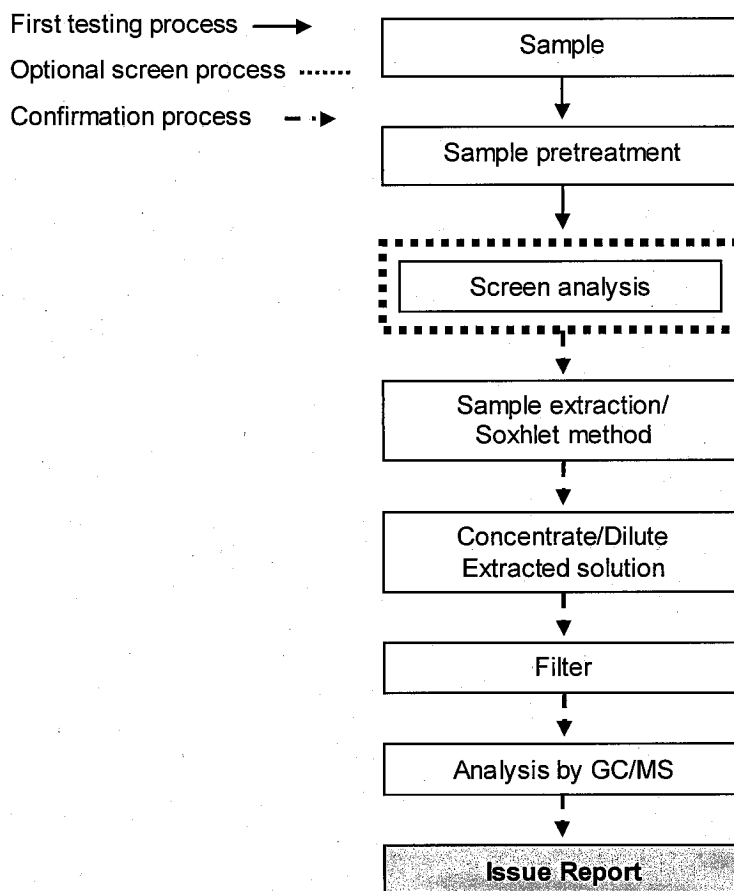 First testing process
Optional screen process
Confirmation process
Sample
Sample pretreatment
Screen analysis
Sample extraction/
Soxhlet method
Concentrate/Dilute
Extracted solution
Filter
Analysis by GC/MS
Issue Report